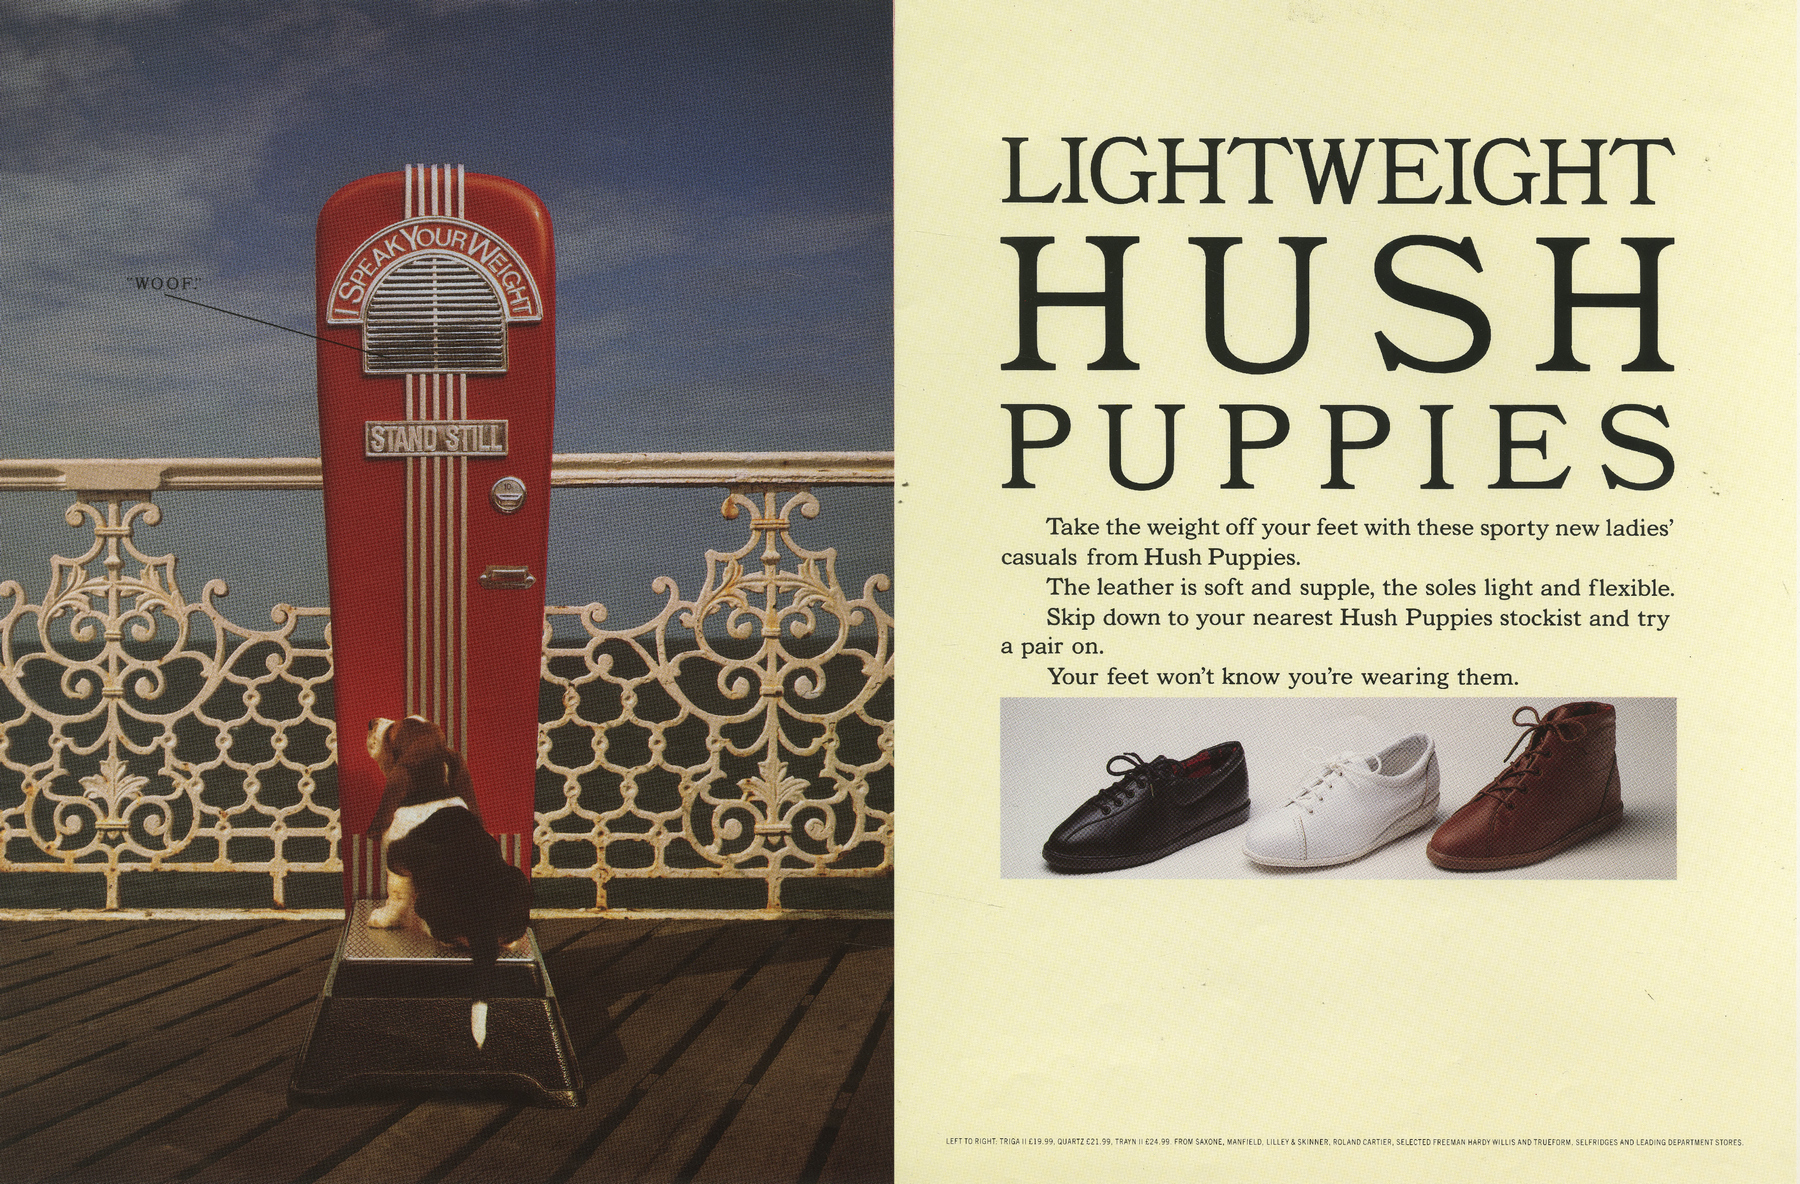 "WOOF."
I SPEAK YOUR WEIGHT
STAND STILL
10
LIGHTWEIGHT
HUSH
PUPPIES
Take the weight off your feet with these sporty new ladies'
casuals from Hush Puppies.
The leather is soft and supple, the soles light and flexible.
Skip down to your nearest Hush Puppies stockist and try
a pair on.
Your feet won't know you're wearing them.
LEFT TO RIGHT: TRIGA II £19.99, QUARTZ £21.99, TRAYN II £24.99. FROM SAXONE, MANFIELD, LILLEY & SKINNER, ROLAND CARTIER, SELECTED FREEMAN HARDY WILLIS AND TRUEFORM, SELFRIDGES AND LEADING DEPARTMENT STORES.